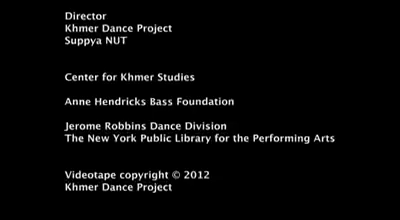 Director
Khmer Dance Project
Suppya NUT
Center for Khmer Studies
Anne Hendricks Bass Foundation
Jerome Robbins Dance Division
The New York Public Library for the Performing Arts
Videotape copyright © 2012
Khmer Dance Project